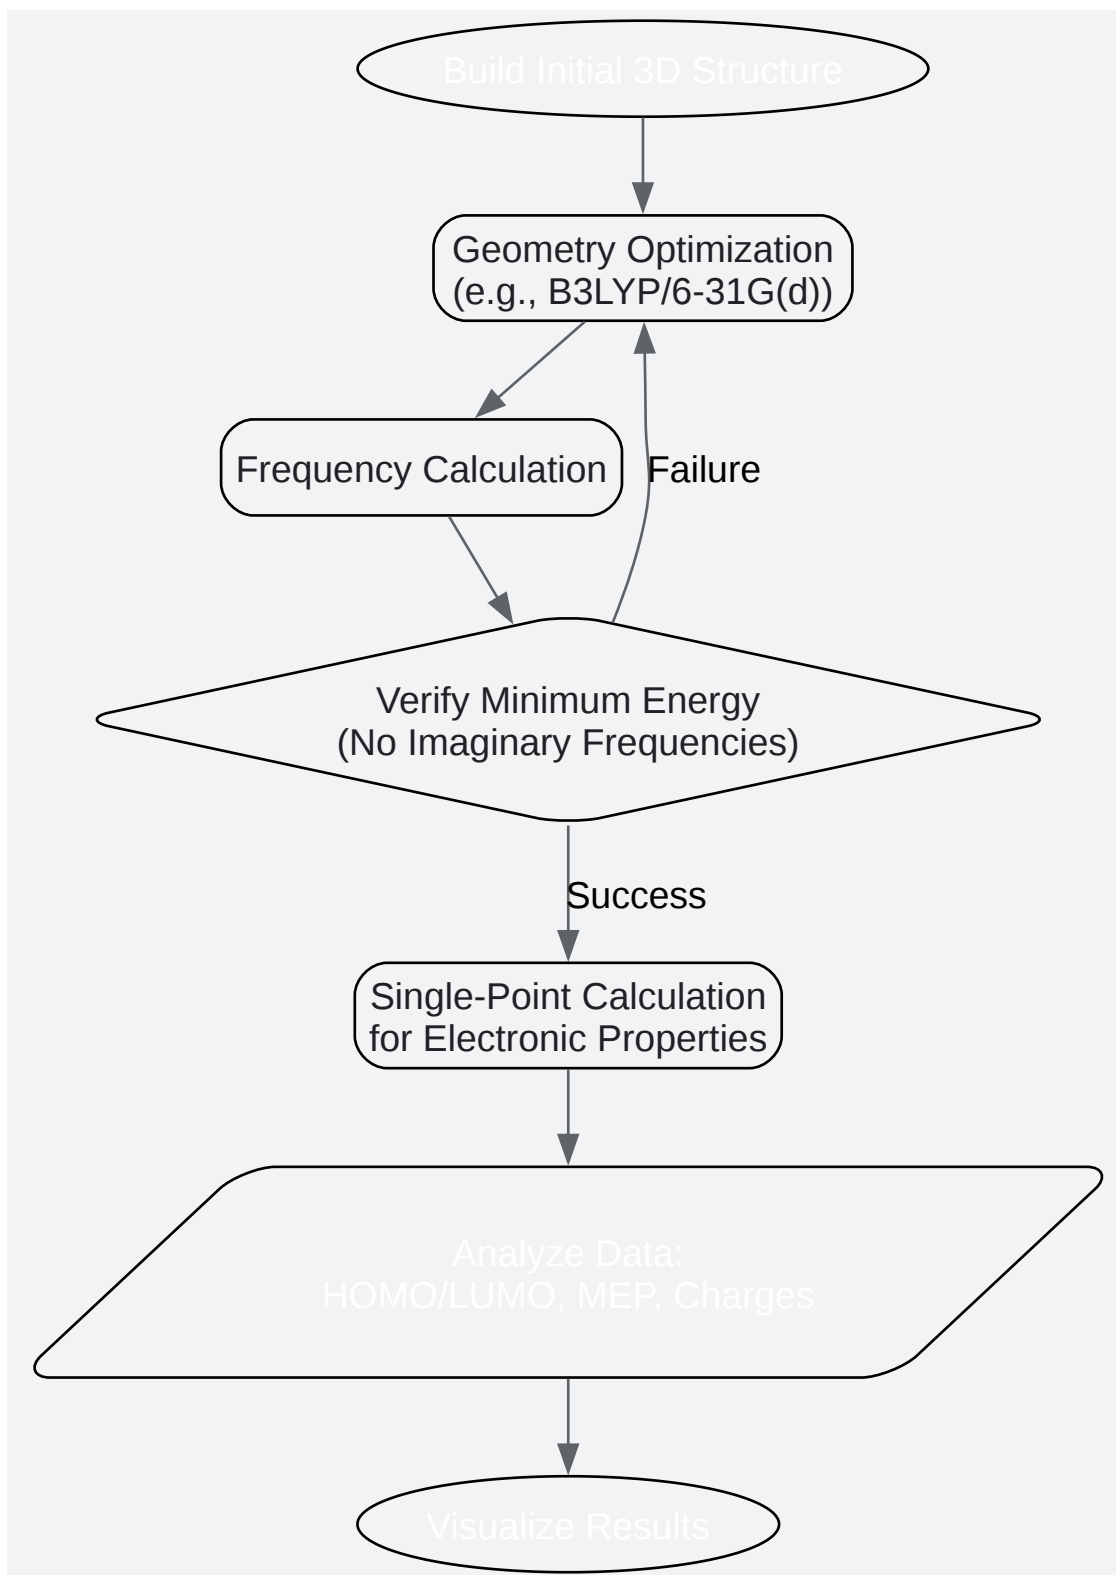 Build Initial 3D Structure
Geometry Optimization
(e.g., B3LYP/6-31G(d))
Frequency Calculation
Failure
Verify Minimum Energy
(No Imaginary Frequencies)
Success
Single-Point Calculation
for Electronic Properties
Analyze Data:
HOMO/LUMO, MEP, Charges
Visualize Results